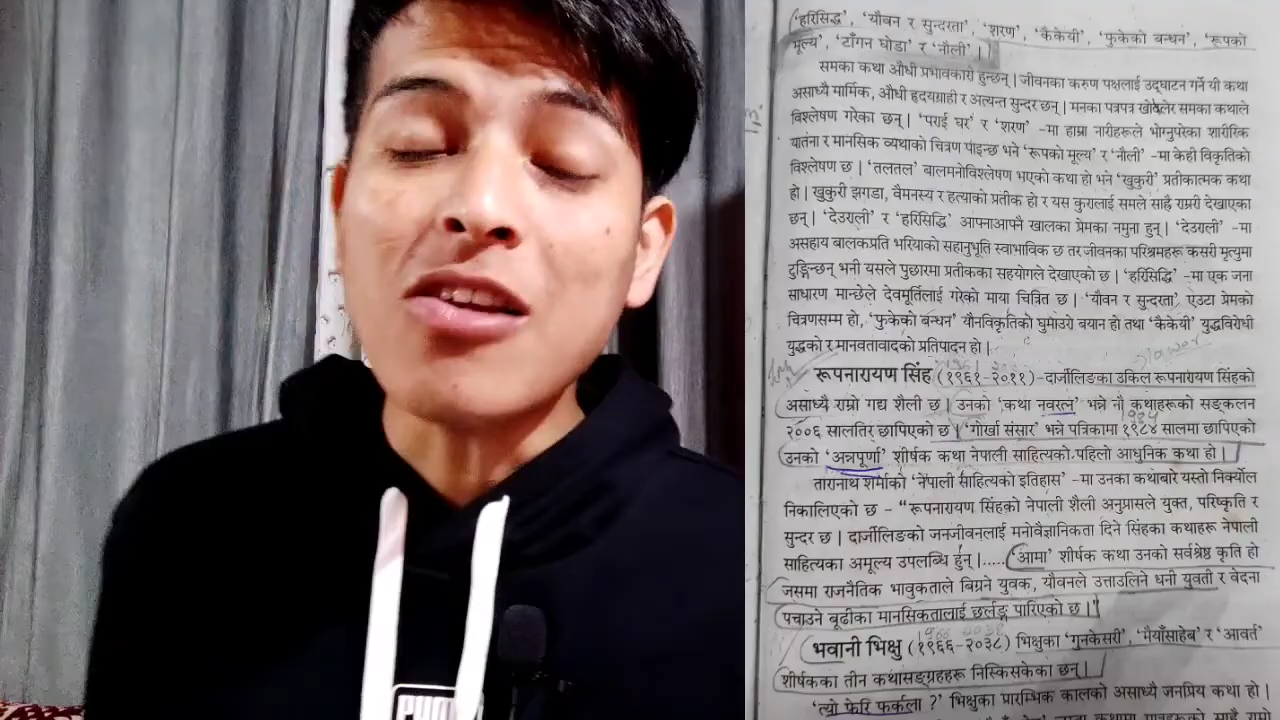 'हरिसिद्ध', 'यौवन र सुन्दरता', 'शरण', 'कैकेयी', 'फुकेको बन्धन', 'रूपको
मूल्य', 'टाँगन घोडा' र 'नौली' |
समका कथा औधी प्रभावकारी हुन्छन् | जीवनका करुण पक्षलाई उद्घाटन गर्ने यी कथा
असाध्यै मार्मिक, औधी हृदयग्राही र अत्यन्त सुन्दर छन् | मनका पत्रपत्र खोलेर समका कथाले
विश्लेषण गरेका छन् | 'पराई घर' र 'शरण' -मा हाम्रा नारीहरूले भोग्नुपरेका शारीरिक
यातना र मानसिक व्यथाको चित्रण पाइन्छ भने 'रूपको मूल्य' र 'नौली' -मा केही विकृतिको
विश्लेषण छ | 'तलतल' बालमनोविश्लेषण भएको कथा हो भने 'खुकुरी' प्रतीकात्मक कथा
हो | खुकुरी झगडा, वैमनस्य र हत्याको प्रतीक हो र यस कुरालाई समले साह्रै राम्ररी देखाएका
छन् | 'देउराली' र 'हरिसिद्धि' आफ्नाआफ्नै खालका प्रेमका नमुना हुन् | 'देउराली' -मा
असहाय बालकप्रति भरियाको सहानुभूति स्वाभाविक छ तर जीवनका परिश्रमहरू कसरी मृत्युमा
टुङ्गिन्छन् भनी यसले पुछारमा प्रतीकका सहयोगले देखाएको छ | 'हरिसिद्धि' -मा एक जना
साधारण मान्छेले देवमूर्तिलाई गरेको माया चित्रित छ | 'यौवन र सुन्दरता' एउटा प्रेमको
चित्रणसम्म हो, 'फुकेको बन्धन' यौनविकृतिको घुमाउरो बयान हो तथा 'कैकेयी' युद्धविरोधी
युद्धको र मानवतावादको प्रतिपादन हो |
रूपनारायण सिंह (१९६१-२०११)-दार्जीलिङका उकिल रूपनारायण सिंहको
असाध्यै राम्रो गद्य शैली छ | उनको 'कथा नवरत्न' भन्ने नौ कथाहरूको सङ्कलन
२००६ सालतिर छापिएको छ | 'गोर्खा संसार' भन्ने पत्रिकामा १९८४ सालमा छापिएको
उनको 'अन्नपूर्णा' शीर्षक कथा नेपाली साहित्यको पहिलो आधुनिक कथा हो |
तारानाथ शर्माको 'नेपाली साहित्यको इतिहास' -मा उनका कथाबारे यस्तो निर्क्योल
निकालिएको छ - "रूपनारायण सिंहको नेपाली शैली अनुप्रासले युक्त, परिष्कृति र
सुन्दर छ | दार्जीलिङको जनजीवनलाई मनोवैज्ञानिकता दिने सिंहका कथाहरू नेपाली
साहित्यका अमूल्य उपलब्धि हुन् |..... 'आमा' शीर्षक कथा उनको सर्वश्रेष्ठ कृति हो
जसमा राजनैतिक भावुकताले बिग्रने युवक, यौवनले उत्ताउलिने धनी युवती र वेदना
पचाउने बूढीका मानसिकतालाई छर्लङ्ग पारिएको छ |"
भवानी भिक्षु (१९६६-२०३८) भिक्षुका 'गुनकेसरी', 'मैयाँसाहेब' र 'आवर्त'
शीर्षकका तीन कथासङ्ग्रहहरू निस्किसकेका छन् |
'त्यो फेरि फर्कला ?' भिक्षुका प्रारम्भिक कालको असाध्यै जनप्रिय कथा हो |